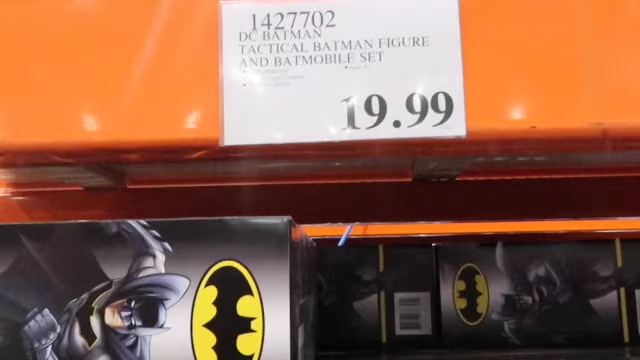 1427702
DC BATMAN
TACTICAL BATMAN FIGURE
AND BATMOBILE SET
19.99